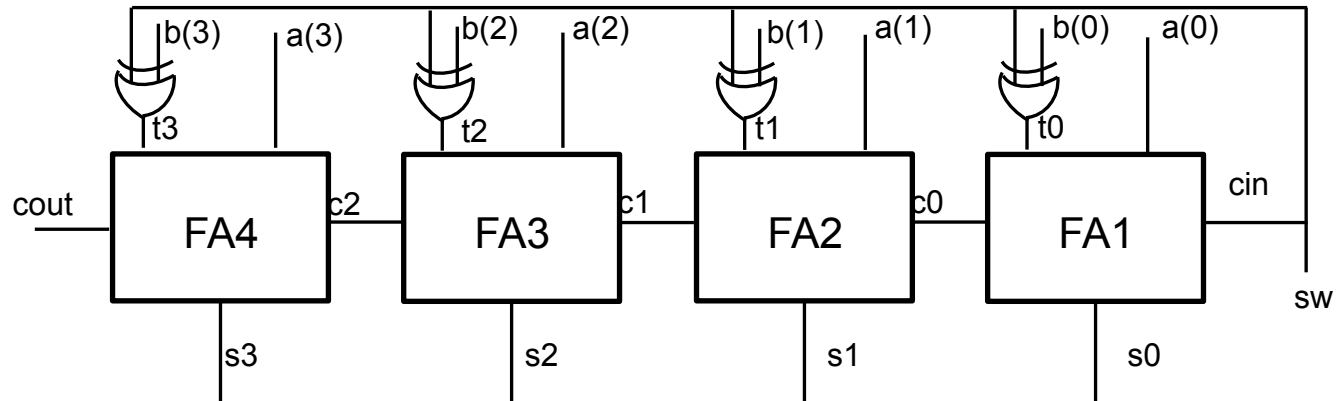 b(3) a(3) b(2) a(2) b(1) a(1) b(0) a(0)
t3 t2 t1 t0
cout FA4 c2 FA3 c1 FA2 c0 FA1 cin
sw
s3 s2 s1 s0